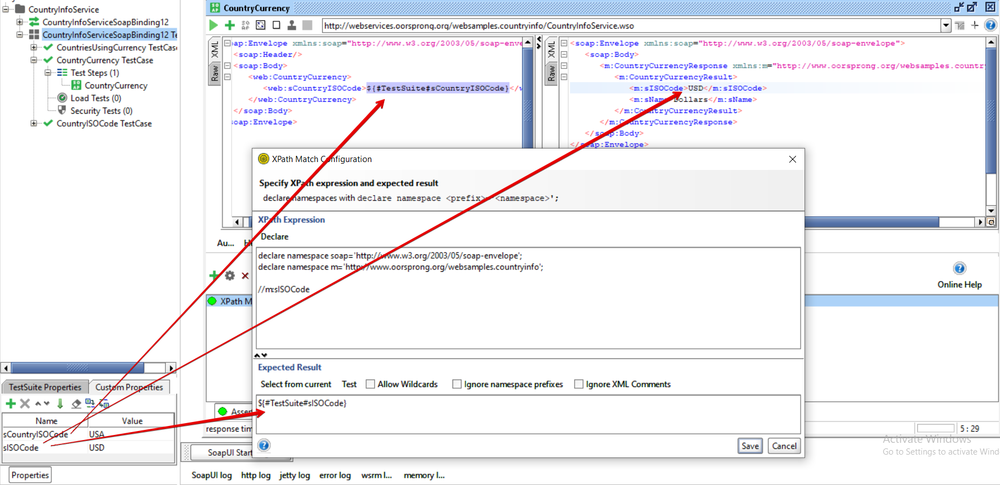 CountryInfoService
CountryInfoServiceSoapBinding12
CountryInfoServiceSoapBinding12 Te
CountriesUsingCurrency TestCase
CountryCurrency TestCase
Test Steps (1)
CountryCurrency
Load Tests (0)
Security Tests (0)
CountryISOCode TestCase
TestSuite Properties
Custom Properties
Name Value
sCountryISOCode USA
sISOCode USD
Properties
CountryCurrency
http://webservices.oorsprong.org/websamples.countryinfo/CountryInfoService.wso
XML
Raw
ap:Envelope xmlns:soap="http://www.w3.org/2003/05/soap-enve
<soap:Header/>
<soap:Body>
<web:CountryCurrency>
<web:sCountryISOCode>${#TestSuite#sCountryISOCode}</w
</web:CountryCurrency>
</soap:Body>
soap:Envelope>
XML
Raw
<soap:Envelope xmlns:soap="http://www.w3.org/2003/05/soap-envelope">
<soap:Body>
<m:CountryCurrencyResponse xmlns:m="http://www.oorsprong.org/websamples.countr
<m:CountryCurrencyResult>
<m:sISOCode>USD</m:sISOCode>
<m:sName>Dollars</m:sName>
</m:CountryCurrencyResult>
</m:CountryCurrencyResponse>
</soap:Body>
</soap:Envelope>
Au...
XPath M
Asser
response tim
SoapUI Start
Online Help
5 : 29
XPath Match Configuration
Specify XPath expression and expected result
declare namespaces with declare namespace <prefix>='<namespace>';
XPath Expression
Declare
declare namespace soap='http://www.w3.org/2003/05/soap-envelope';
declare namespace m='http://www.oorsprong.org/websamples.countryinfo';
//m:sISOCode
Expected Result
Select from current Test Allow Wildcards Ignore namespace prefixes Ignore XML Comments
${#TestSuite#sISOCode}
Save Cancel
Activate Windows
Go to Settings to activate Wind
SoapUI log http log jetty log error log wsrm l... memory l...